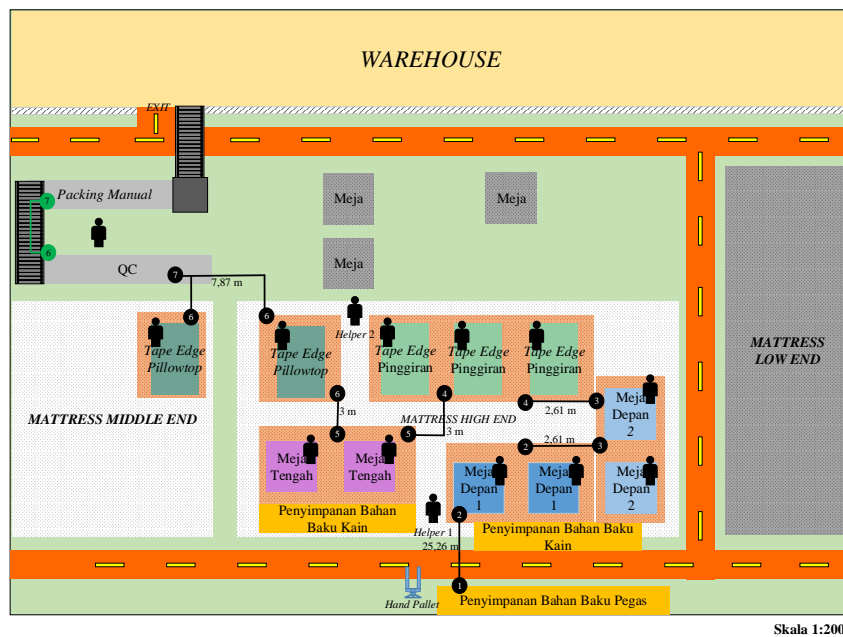 WAREHOUSE
EXIT
Packing Manual
7
6
QC
7
7,87 m
Meja
Meja
Meja
6
6
Helper 2
Tape Edge
Pillowtop
Tape Edge
Pillowtop
Tape Edge
Pinggiran
Tape Edge
Pinggiran
Tape Edge
Pinggiran
MATTRESS
LOW END
6
3 m
4
4
2,61 m
3
Meja
Depan
2
MATTRESS MIDDLE END
MATTRESS HIGH END
5
5
3 m
2
2,61 m
3
Meja
Tengah
Meja
Tengah
Meja
Depan
1
Meja
Depan
1
Meja
Depan
2
Penyimpanan Bahan
Baku Kain
2
Helper 1
25,26 m
Penyimpanan Bahan Baku
Kain
1
Hand Pallet
Penyimpanan Bahan Baku Pegas
Skala 1:200